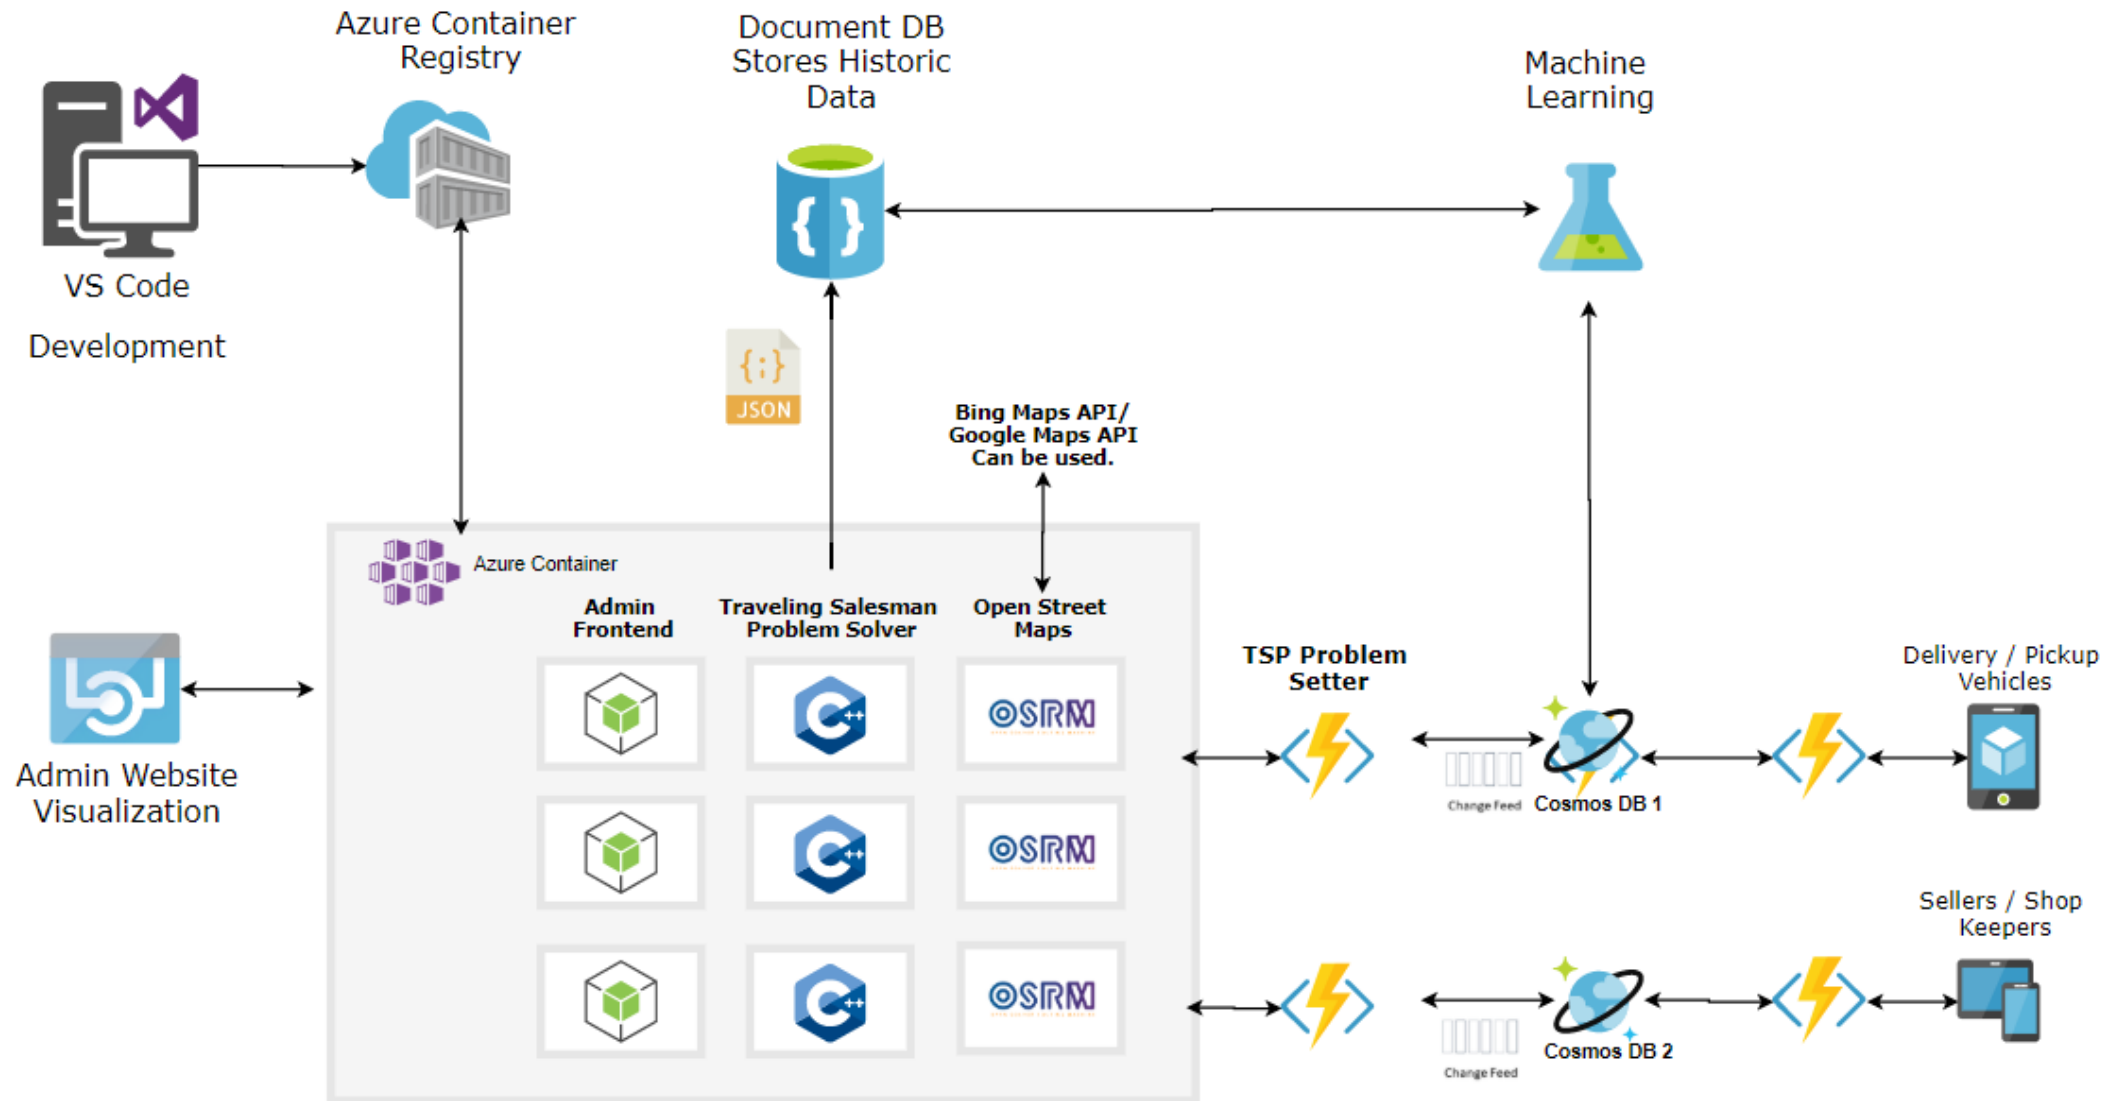 Azure Container
Registry
Document DB
Stores Historic
Data
Machine
Learning
VS Code
Development
JSON
Bing Maps API/
Google Maps API
Can be used.
Azure Container
Admin
Frontend
Traveling Salesman
Problem Solver
Open Street
Maps
TSP Problem
Setter
Delivery / Pickup
Vehicles
Admin Website
Visualization
C++
OSRM
Change Feed
Cosmos DB 1
C++
OSRM
Sellers / Shop
Keepers
C++
OSRM
Change Feed
Cosmos DB 2